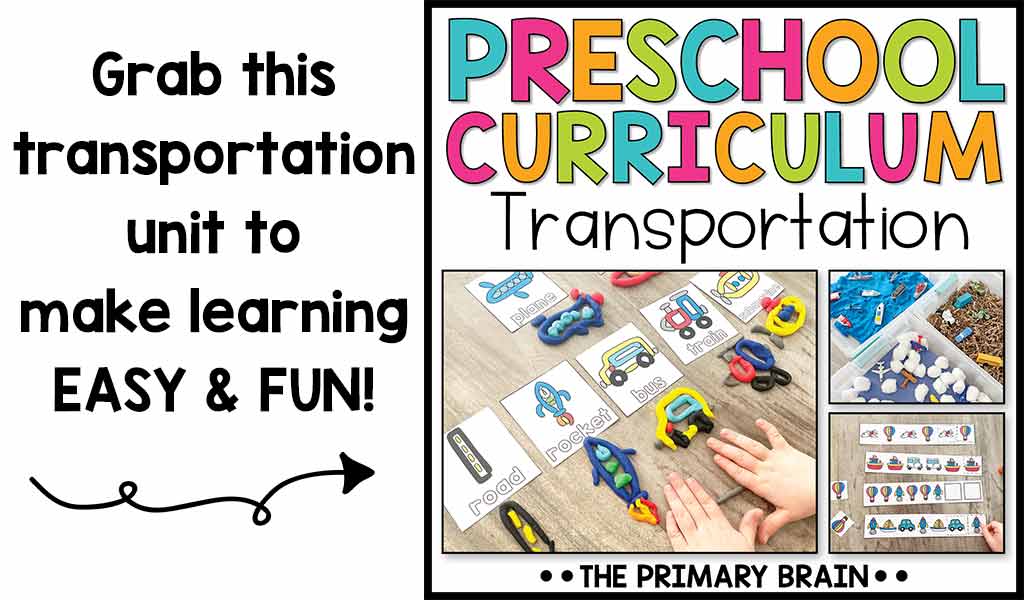 Grab this
transportation
unit to
make learning
EASY & FUN!
PRESCHOOL
CURRICULUM
Transportation
plane
train
bus
rocket
road
••THE PRIMARY BRAIN••